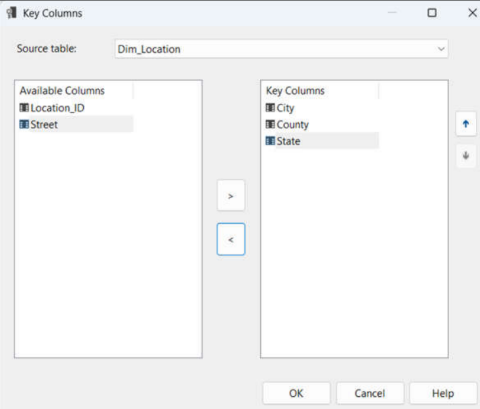 Key Columns
Source table: Dim_Location
Available Columns
Location_ID
Street
>
<
Key Columns
City
County
State
OK Cancel Help